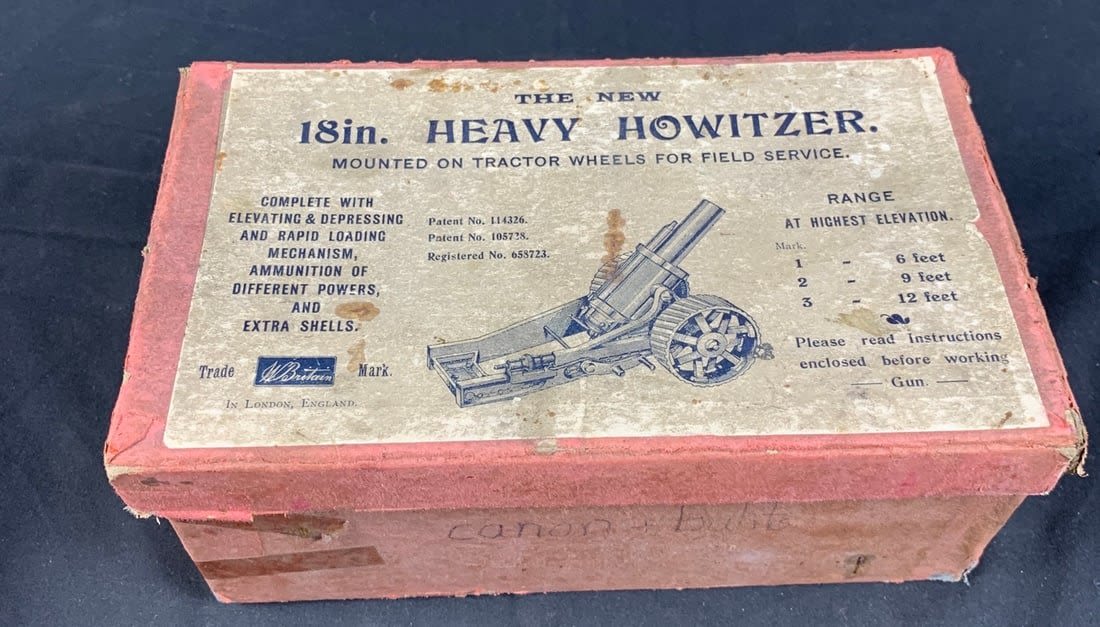 THE NEW
18in. HEAVY HOWITZER.
MOUNTED ON TRACTOR WHEELS FOR FIELD SERVICE.
COMPLETE WITH
ELEVATING & DEPRESSING
AND RAPID LOADING
MECHANISM,
AMMUNITION OF
DIFFERENT POWERS,
AND
EXTRA SHELLS.
Trade W Britain Mark.
IN LONDON, ENGLAND.
Patent No. 114326.
Patent No. 105728.
Registered No. 658723.
RANGE
AT HIGHEST ELEVATION.
Mark.
1 - 6 feet
2 - 9 feet
3 - 12 feet
Please read Instructions
enclosed before working
— Gun. —
canon +